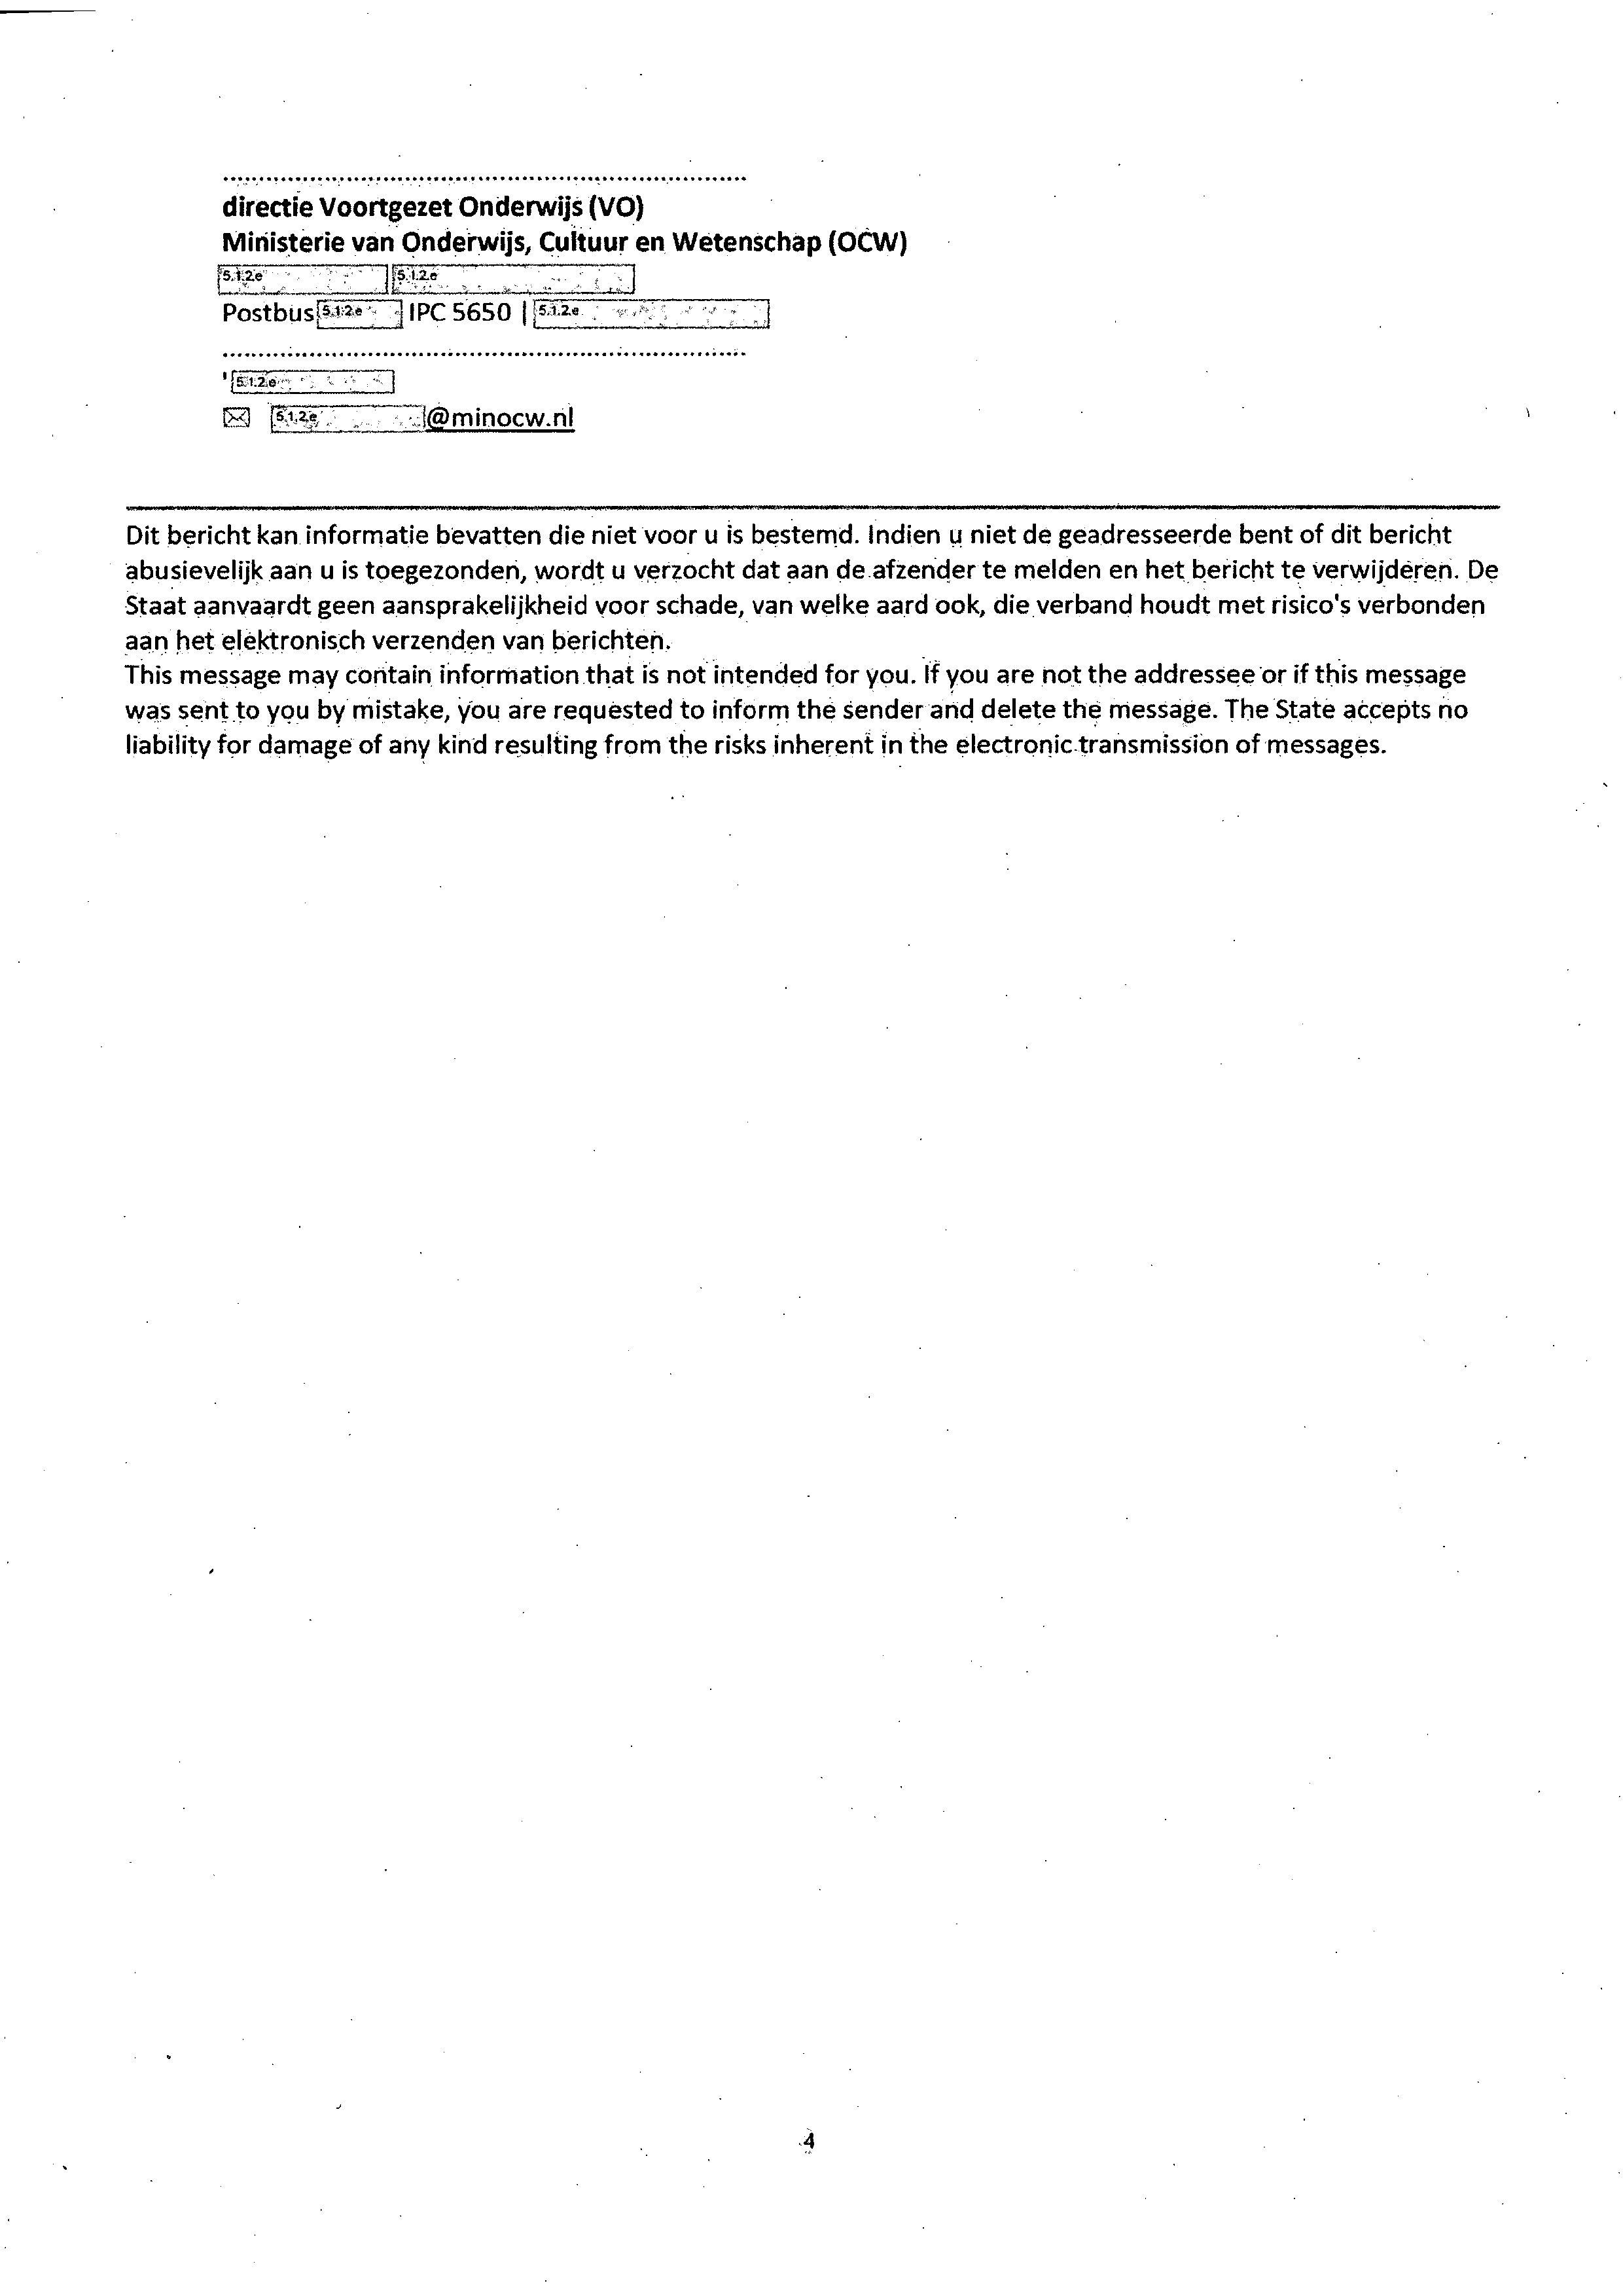 ........................................................................
directie Voortgezet Onderwijs (VO)
Ministerie van Onderwijs, Cultuur en Wetenschap (OCW)
5.1.2e 5.1.2e
Postbus 5.1.2e IPC 5650 | 5.1.2e
........................................................................
' 5.1.2e
✉ 5.1.2e @minocw.nl
Dit bericht kan informatie bevatten die niet voor u is bestemd. Indien u niet de geadresseerde bent of dit bericht
abusievelijk aan u is toegezonden, wordt u verzocht dat aan de afzender te melden en het bericht te verwijderen. De
Staat aanvaardt geen aansprakelijkheid voor schade, van welke aard ook, die verband houdt met risico's verbonden
aan het elektronisch verzenden van berichten.
This message may contain information that is not intended for you. If you are not the addressee or if this message
was sent to you by mistake, you are requested to inform the sender and delete the message. The State accepts no
liability for damage of any kind resulting from the risks inherent in the electronic transmission of messages.
4